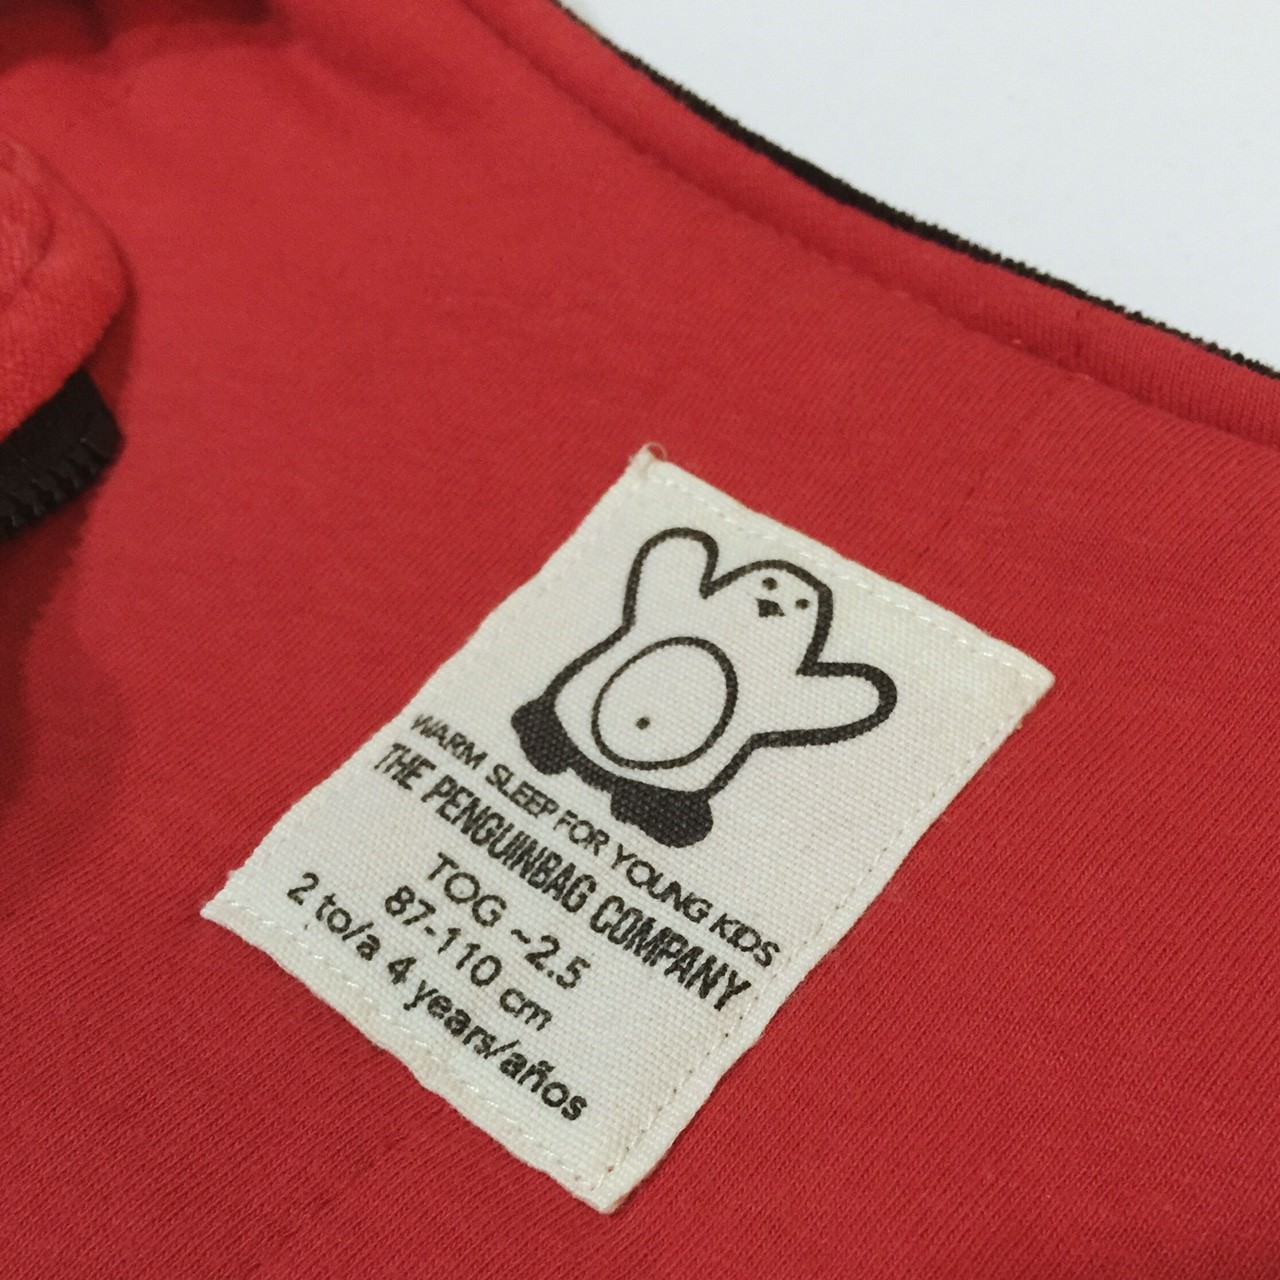 WARM SLEEP FOR YOUNG KIDS
THE PENGUINBAG COMPANY
TOG ~2.5
87-110 cm
2 to/a 4 years/años